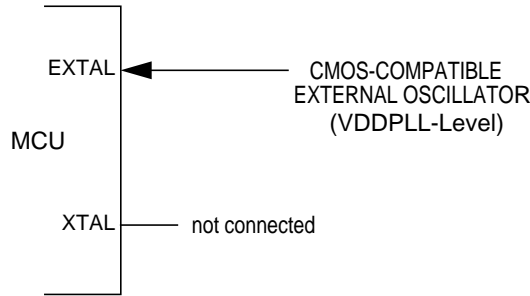 EXTAL
CMOS-COMPATIBLE
EXTERNAL OSCILLATOR
(VDDPLL-Level)
MCU
XTAL
not connected